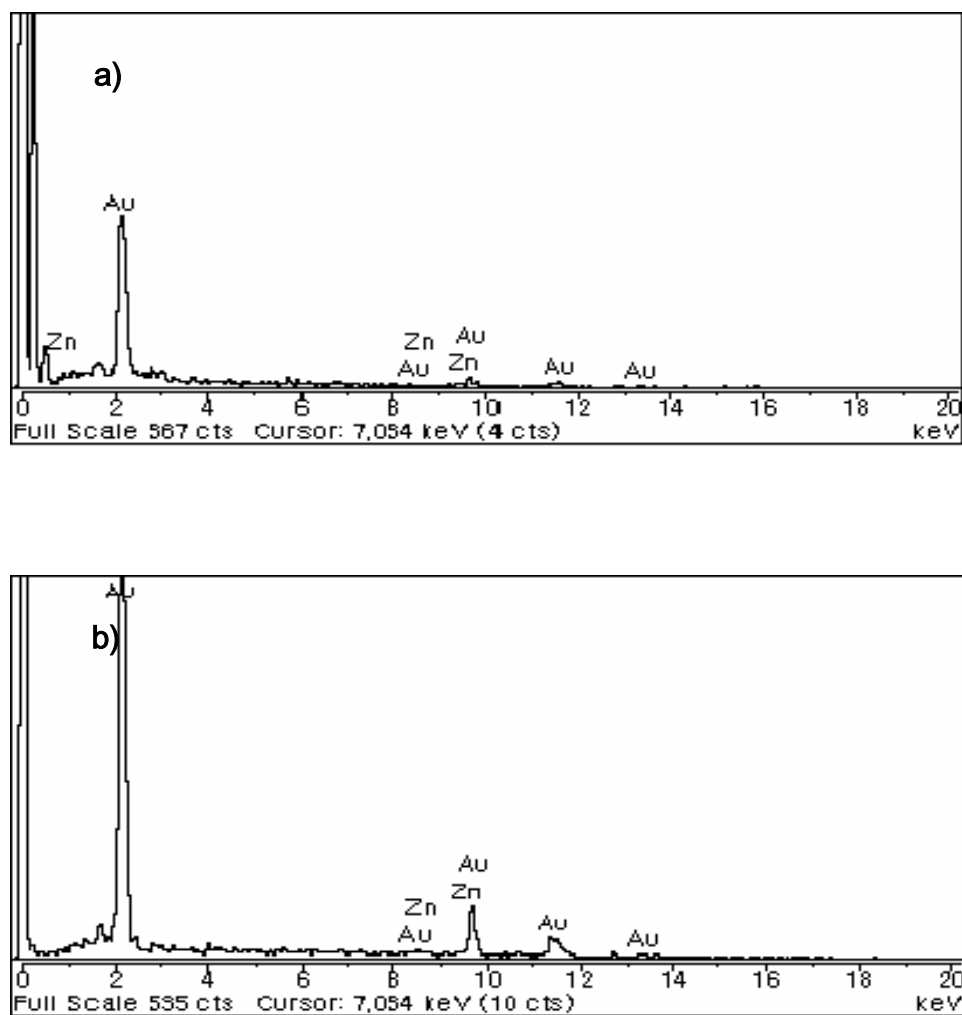 a)
Au
Zn Zn Au
Au Zn Au Au
0 2 4 6 8 10 12 14 16 18 20
Full Scale 567 cts Cursor: 7,054 keV (4 cts) keV
Au
b)
Au
Zn Zn
Au Au Au
0 2 4 6 8 10 12 14 16 18 20
Full Scale 535 cts Cursor: 7,054 keV (10 cts) keV